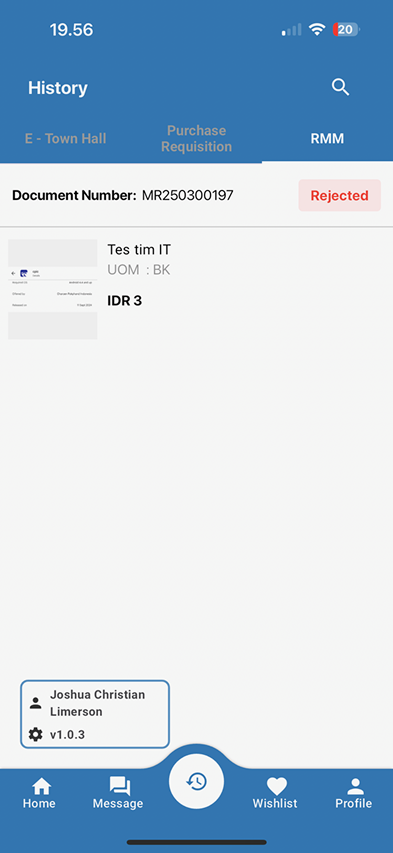 19.56
20
History
E - Town Hall
Purchase
Requisition
RMM
Document Number: MR250300197
Rejected
Tes tim IT
UOM : BK
IDR 3
Joshua Christian
Limerson
v1.0.3
Home
Message
Wishlist
Profile